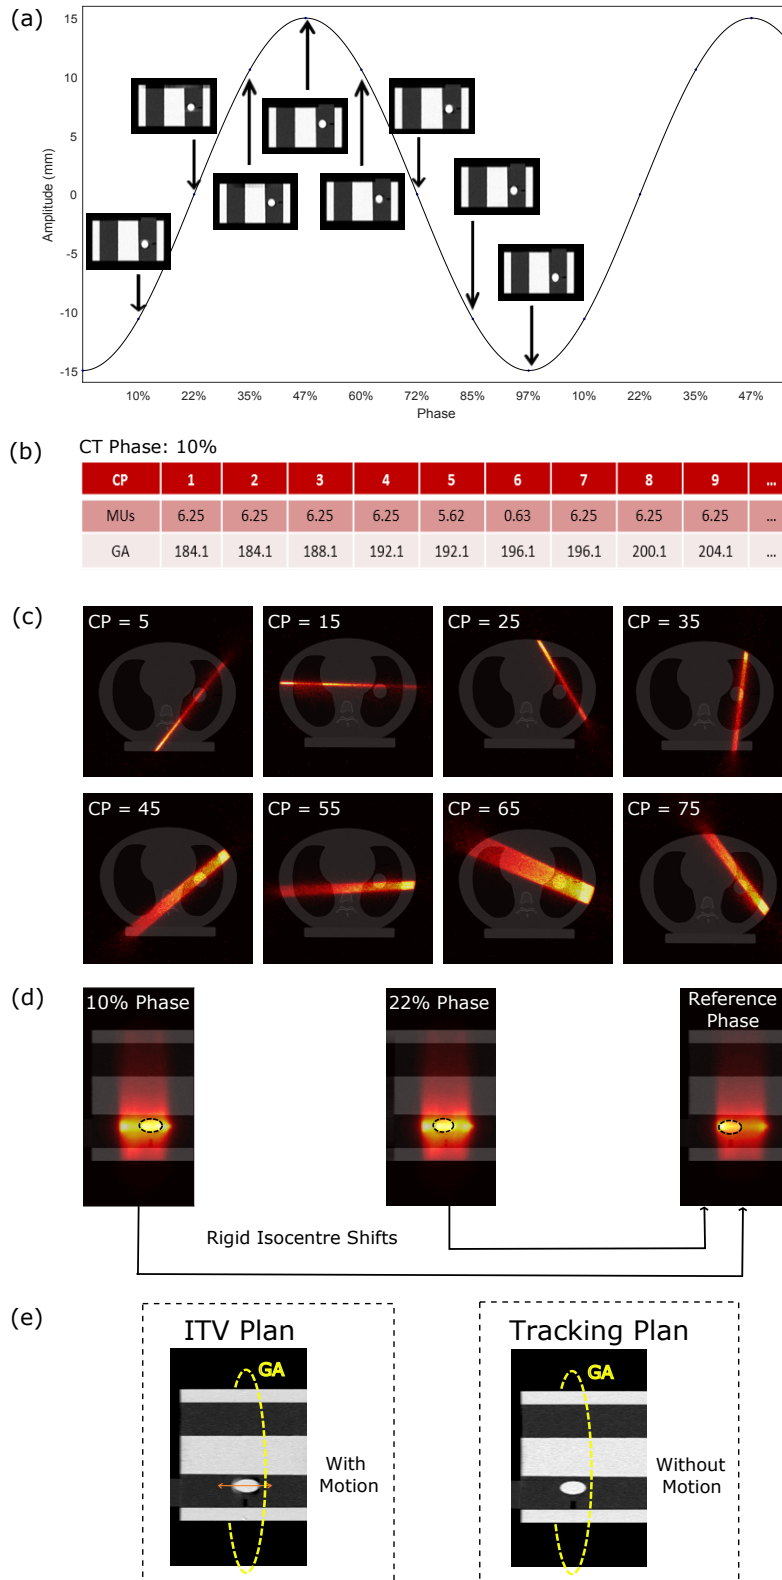 (a)
15
10
5
0
-5
-10
-15
Amplitude (mm)
10% 22% 35% 47% 60% 72% 85% 97% 10% 22% 35% 47%
Phase
(b) CT Phase: 10%
CP 1 2 3 4 5 6 7 8 9 ...
MUs 6.25 6.25 6.25 6.25 5.62 0.63 6.25 6.25 6.25 ...
GA 184.1 184.1 188.1 192.1 192.1 196.1 196.1 200.1 204.1 ...
(c)
CP = 5 CP = 15 CP = 25 CP = 35
CP = 45 CP = 55 CP = 65 CP = 75
(d)
10% Phase 22% Phase Reference
Phase
Rigid Isocentre Shifts
(e)
ITV Plan
GA
With
Motion
Tracking Plan
GA
Without
Motion